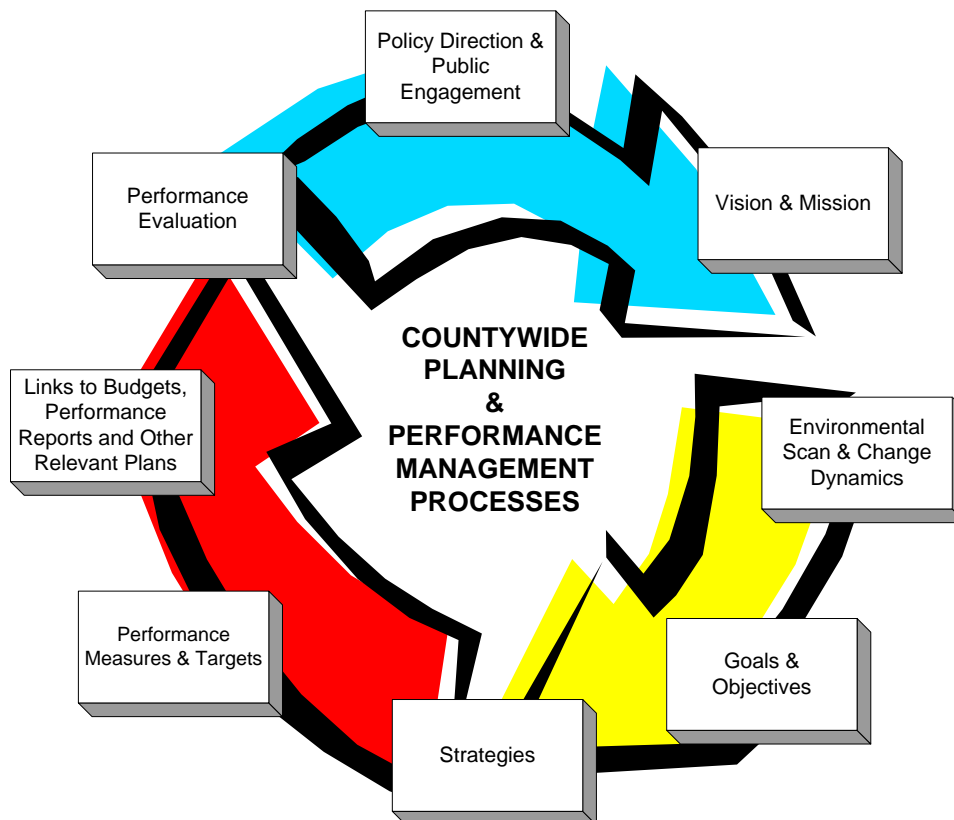 Policy Direction &
Public
Engagement
Performance
Evaluation
Vision & Mission
COUNTYWIDE
PLANNING
&
PERFORMANCE
MANAGEMENT
PROCESSES
Links to Budgets,
Performance
Reports and Other
Relevant Plans
Environmental
Scan & Change
Dynamics
Performance
Measures & Targets
Goals &
Objectives
Strategies